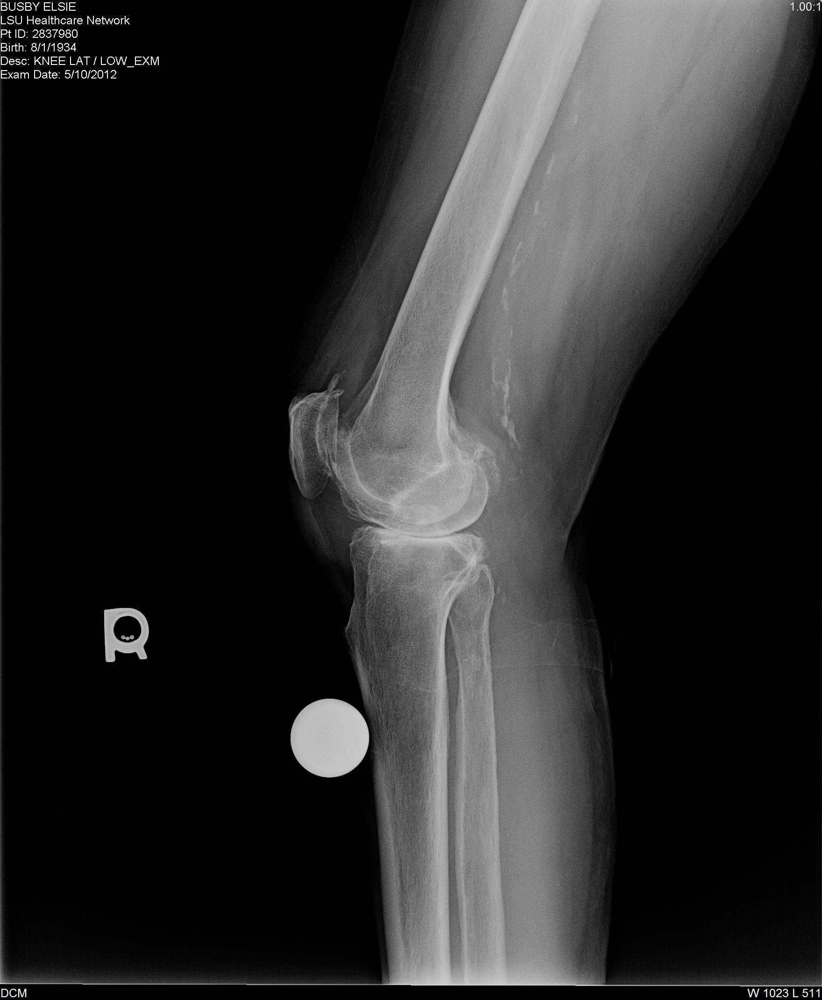 BUSBY ELSIE
1.00:1
LSU Healthcare Network
Pt ID: 2837980
Birth: 8/1/1934
Desc: KNEE LAT / LOW_EXM
Exam Date: 5/10/2012
R
DCM
W 1023 L 511